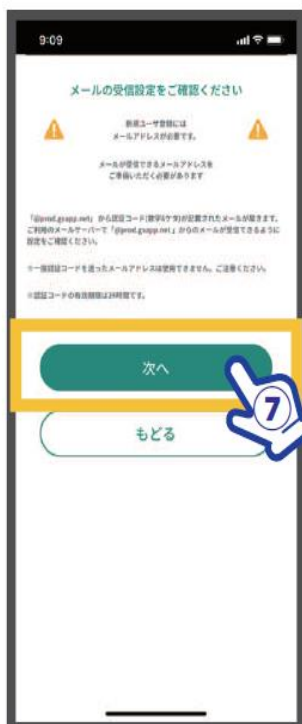 9:09
メールの受信設定をご確認ください
新規ユーザ登録には
メールアドレスが必要です。
メールが受信できるメールアドレスを
ご準備いただく必要があります
「@prod.gsapp.net」 から認証コード(数字6ケタ)が記載されたメールが届きます。
ご利用のメールサーバーで「@prod.gsapp.net 」からのメールが受信できるように
設定をご確認ください。
※一度認証コードを送ったメールアドレスは使用できません。ご注意ください。
※認証コードの有効期限は24時間です。
次へ
⑦
もどる